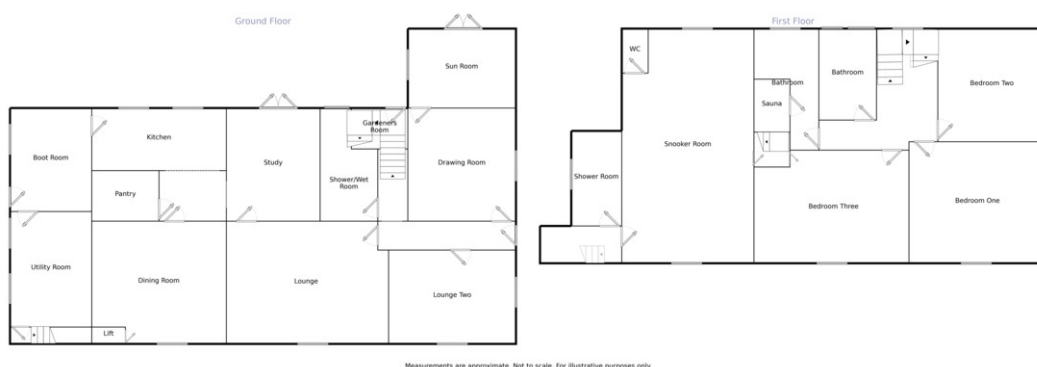 Ground Floor
Sun Room
Kitchen
Gardeners
Room
Boot Room
Study
Drawing Room
Pantry
Shower/Wet
Room
Utility Room
Dining Room
Lounge
Lounge Two
Lift
First Floor
WC
Bathroom
Bathroom
Bedroom Two
Sauna
Snooker Room
Shower Room
Bedroom Three
Bedroom One
Measurements are approximate. Not to scale. For illustrative purposes only.